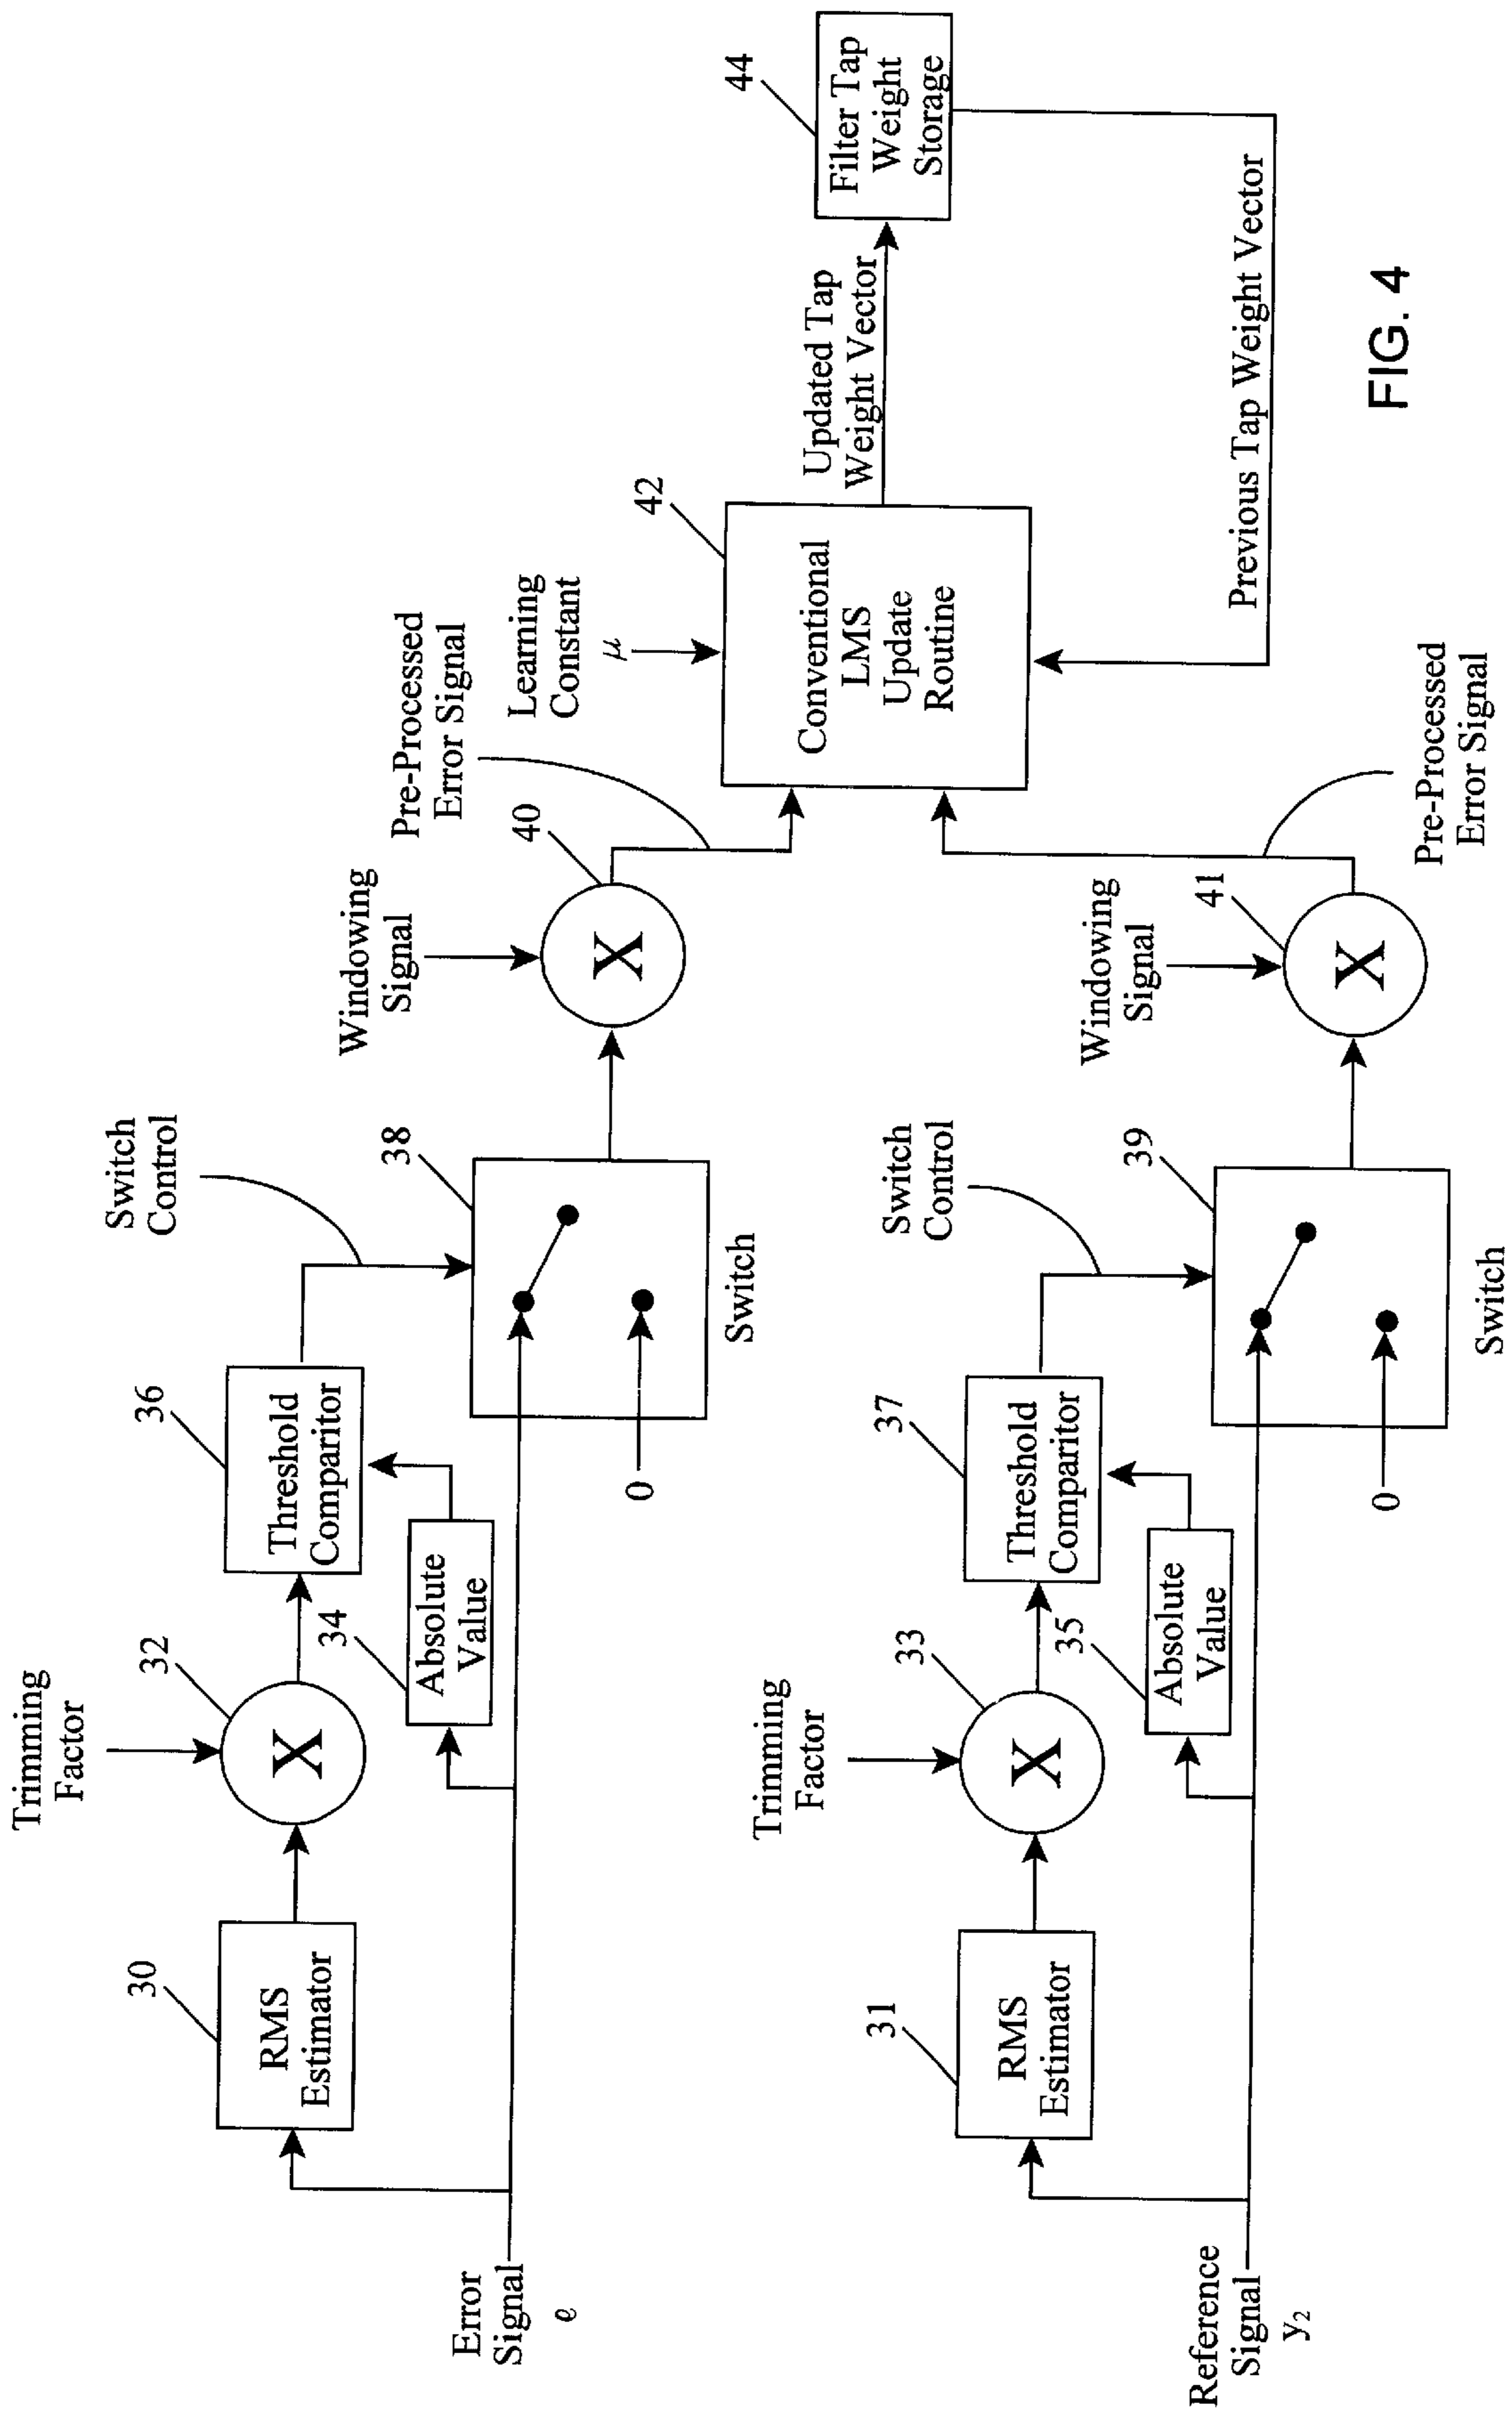 Trimming
Factor
32
30
RMS
Estimator
X
36
Threshold
Comparitor
34
Absolute
Value
Switch
Control
38
0
Switch
Error
Signal
e
Windowing
Signal
40
X
Pre-Processed
Error Signal
Learning
Constant
μ
42
Conventional
LMS
Update
Routine
Updated Tap
Weight Vector
44
Filter Tap
Weight
Storage
Previous Tap Weight Vector
Trimming
Factor
33
31
RMS
Estimator
X
37
Threshold
Comparitor
35
Absolute
Value
Switch
Control
39
0
Switch
Reference
Signal
y₂
Windowing
Signal
41
X
Pre-Processed
Error Signal
FIG. 4